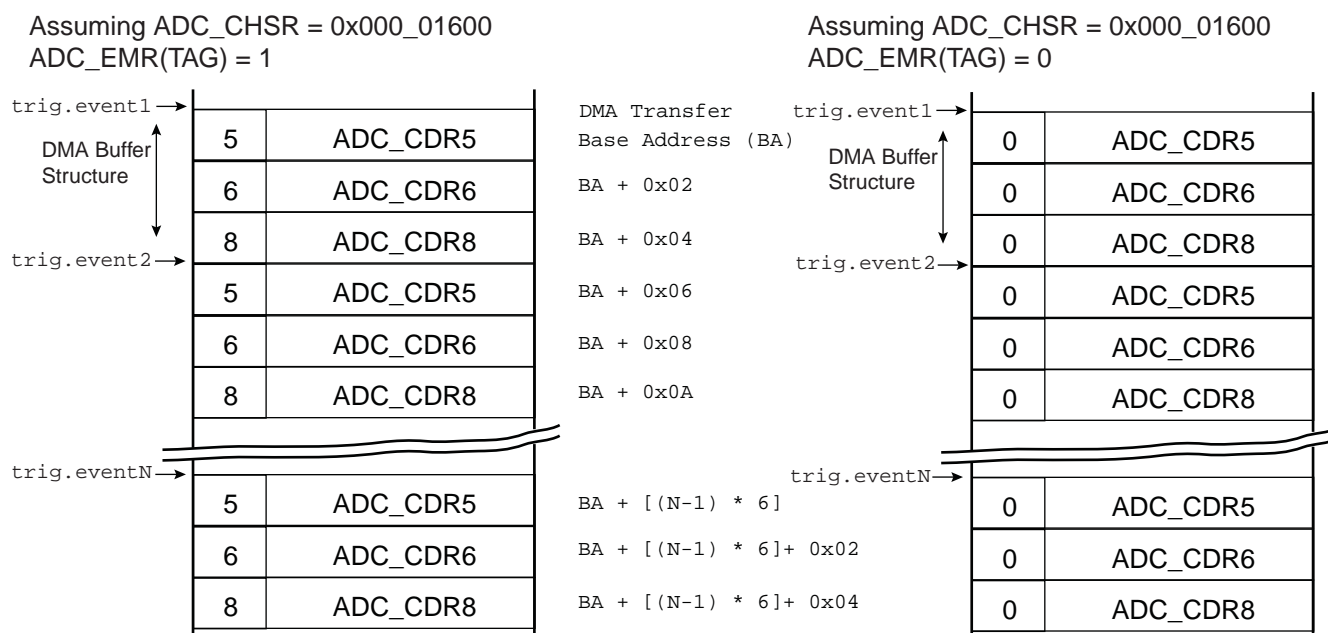 Assuming ADC_CHSR = 0x000_01600
ADC_EMR(TAG) = 1
trig.event1
DMA Buffer
Structure
5 ADC_CDR5
6 ADC_CDR6
8 ADC_CDR8
trig.event2
5 ADC_CDR5
6 ADC_CDR6
8 ADC_CDR8
trig.eventN
5 ADC_CDR5
6 ADC_CDR6
8 ADC_CDR8
DMA Transfer
Base Address (BA)
BA + 0x02
BA + 0x04
BA + 0x06
BA + 0x08
BA + 0x0A
BA + [(N-1) * 6]
BA + [(N-1) * 6]+ 0x02
BA + [(N-1) * 6]+ 0x04
Assuming ADC_CHSR = 0x000_01600
ADC_EMR(TAG) = 0
trig.event1
DMA Buffer
Structure
0 ADC_CDR5
0 ADC_CDR6
0 ADC_CDR8
trig.event2
0 ADC_CDR5
0 ADC_CDR6
0 ADC_CDR8
trig.eventN
0 ADC_CDR5
0 ADC_CDR6
0 ADC_CDR8